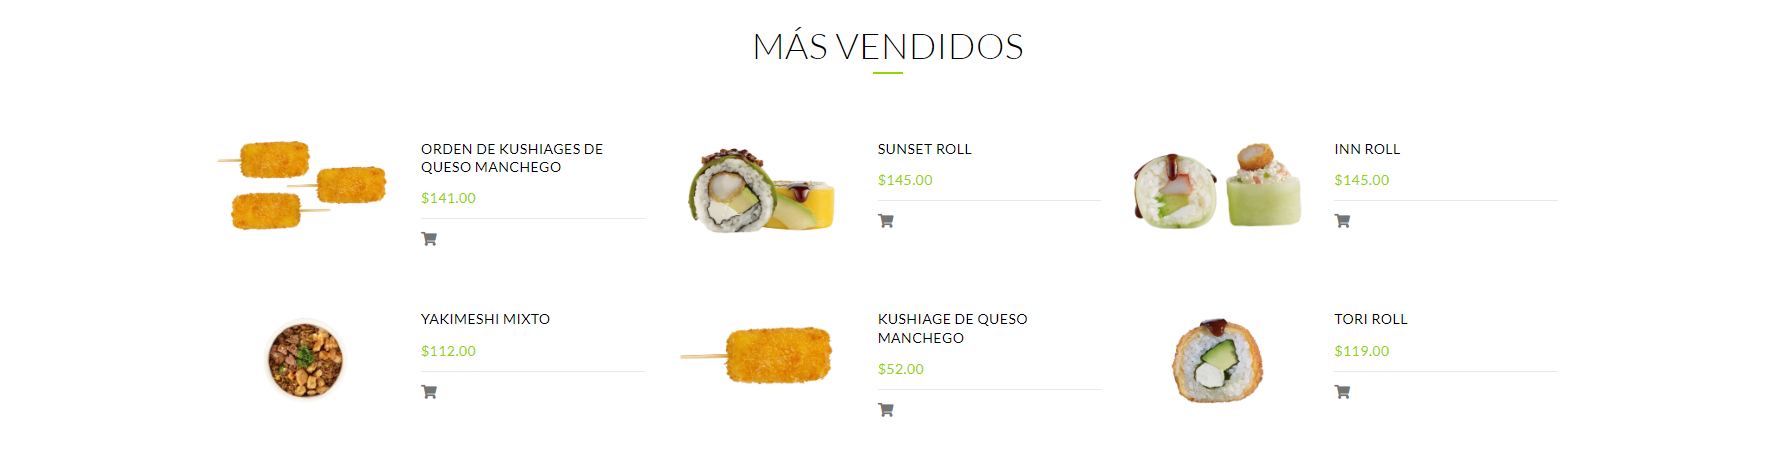 MÁS VENDIDOS
ORDEN DE KUSHIAGES DE
QUESO MANCHEGO
$141.00
SUNSET ROLL
$145.00
INN ROLL
$145.00
YAKIMESHI MIXTO
$112.00
KUSHIAGE DE QUESO
MANCHEGO
$52.00
TORI ROLL
$119.00